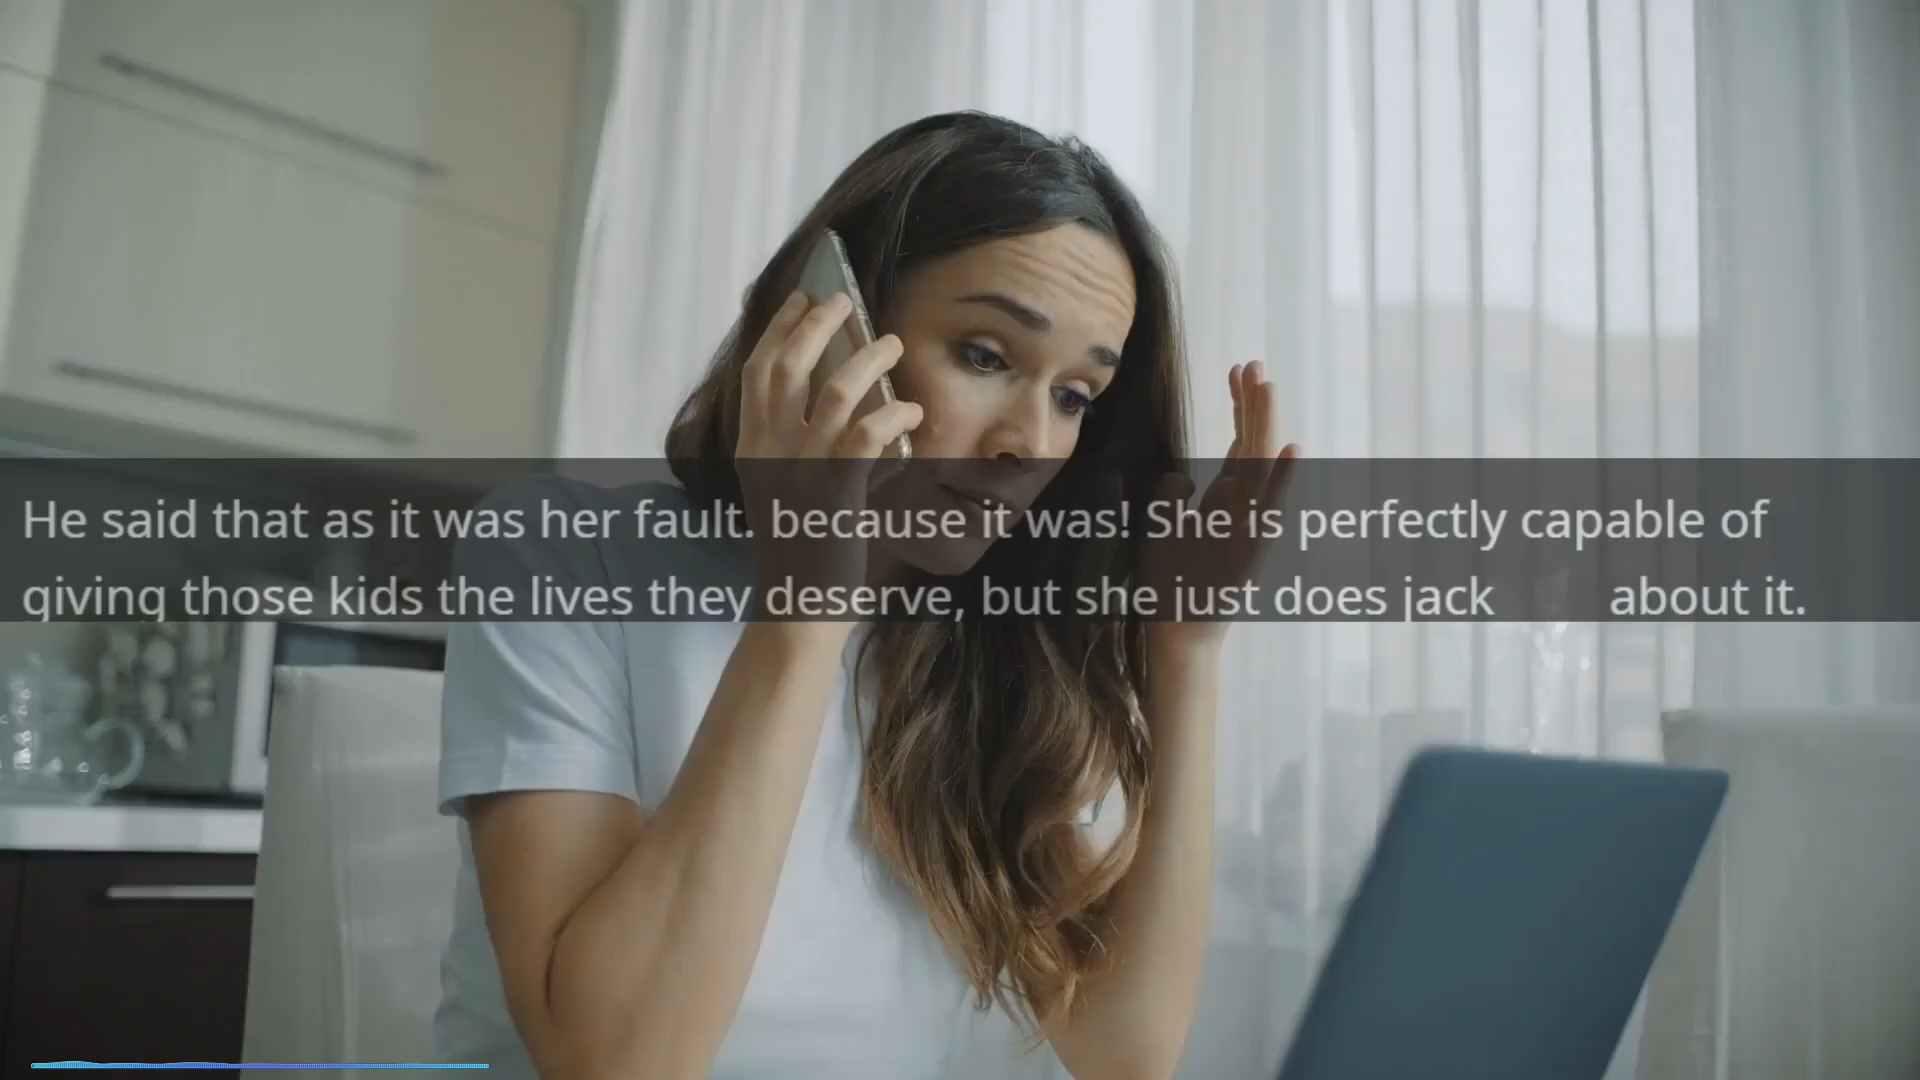 He said that as it was her fault. because it was! She is perfectly capable of
giving those kids the lives they deserve, but she just does jack about it.